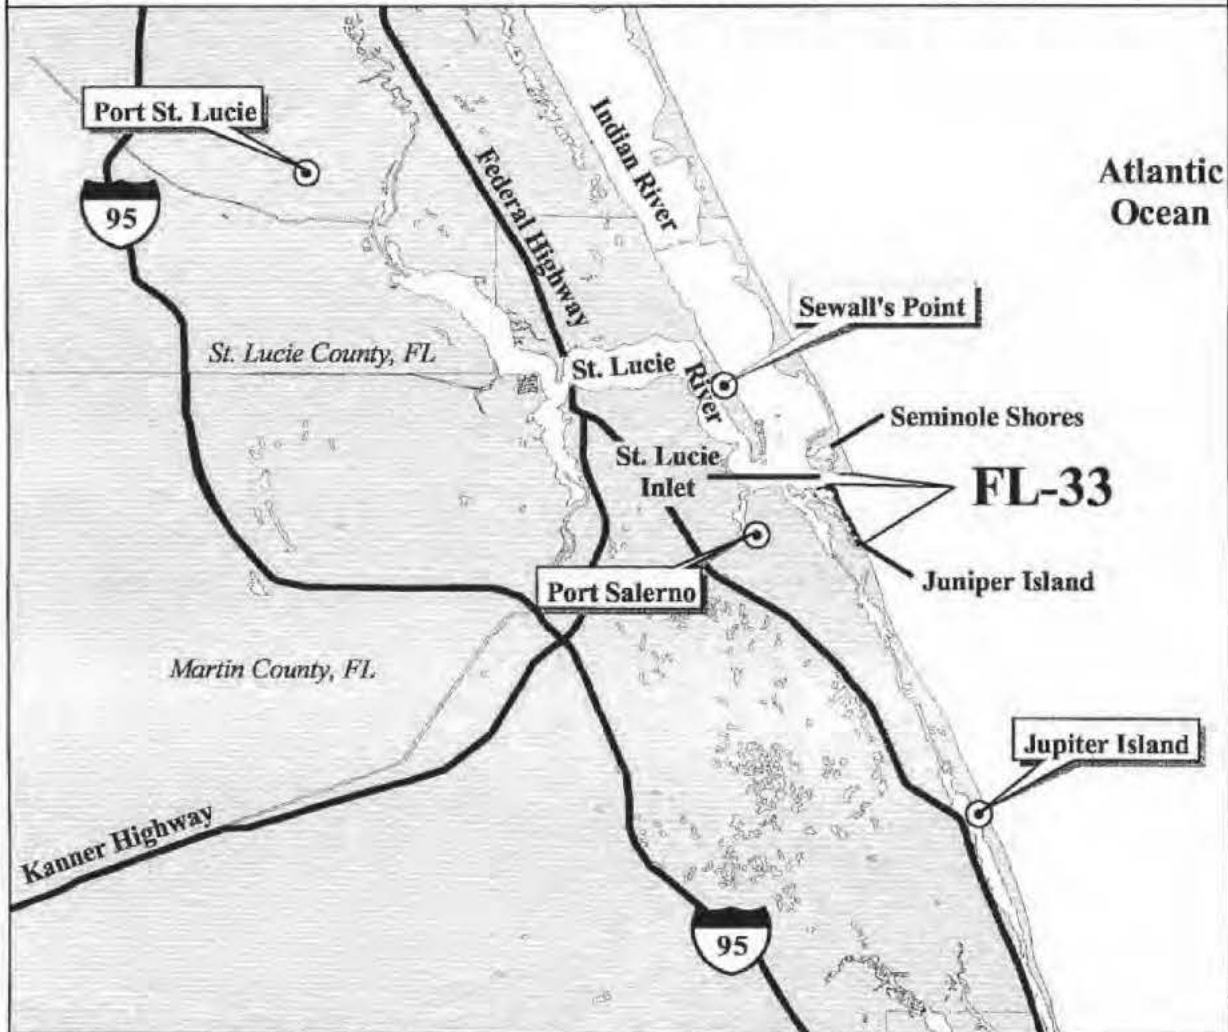 Port St. Lucie
95
Federal Highway
Indian River
Atlantic
Ocean
Sewall's Point
St. Lucie County, FL
St. Lucie River
Seminole Shores
St. Lucie
Inlet
FL-33
Juniper Island
Port Salerno
Martin County, FL
Jupiter Island
Kanner Highway
95